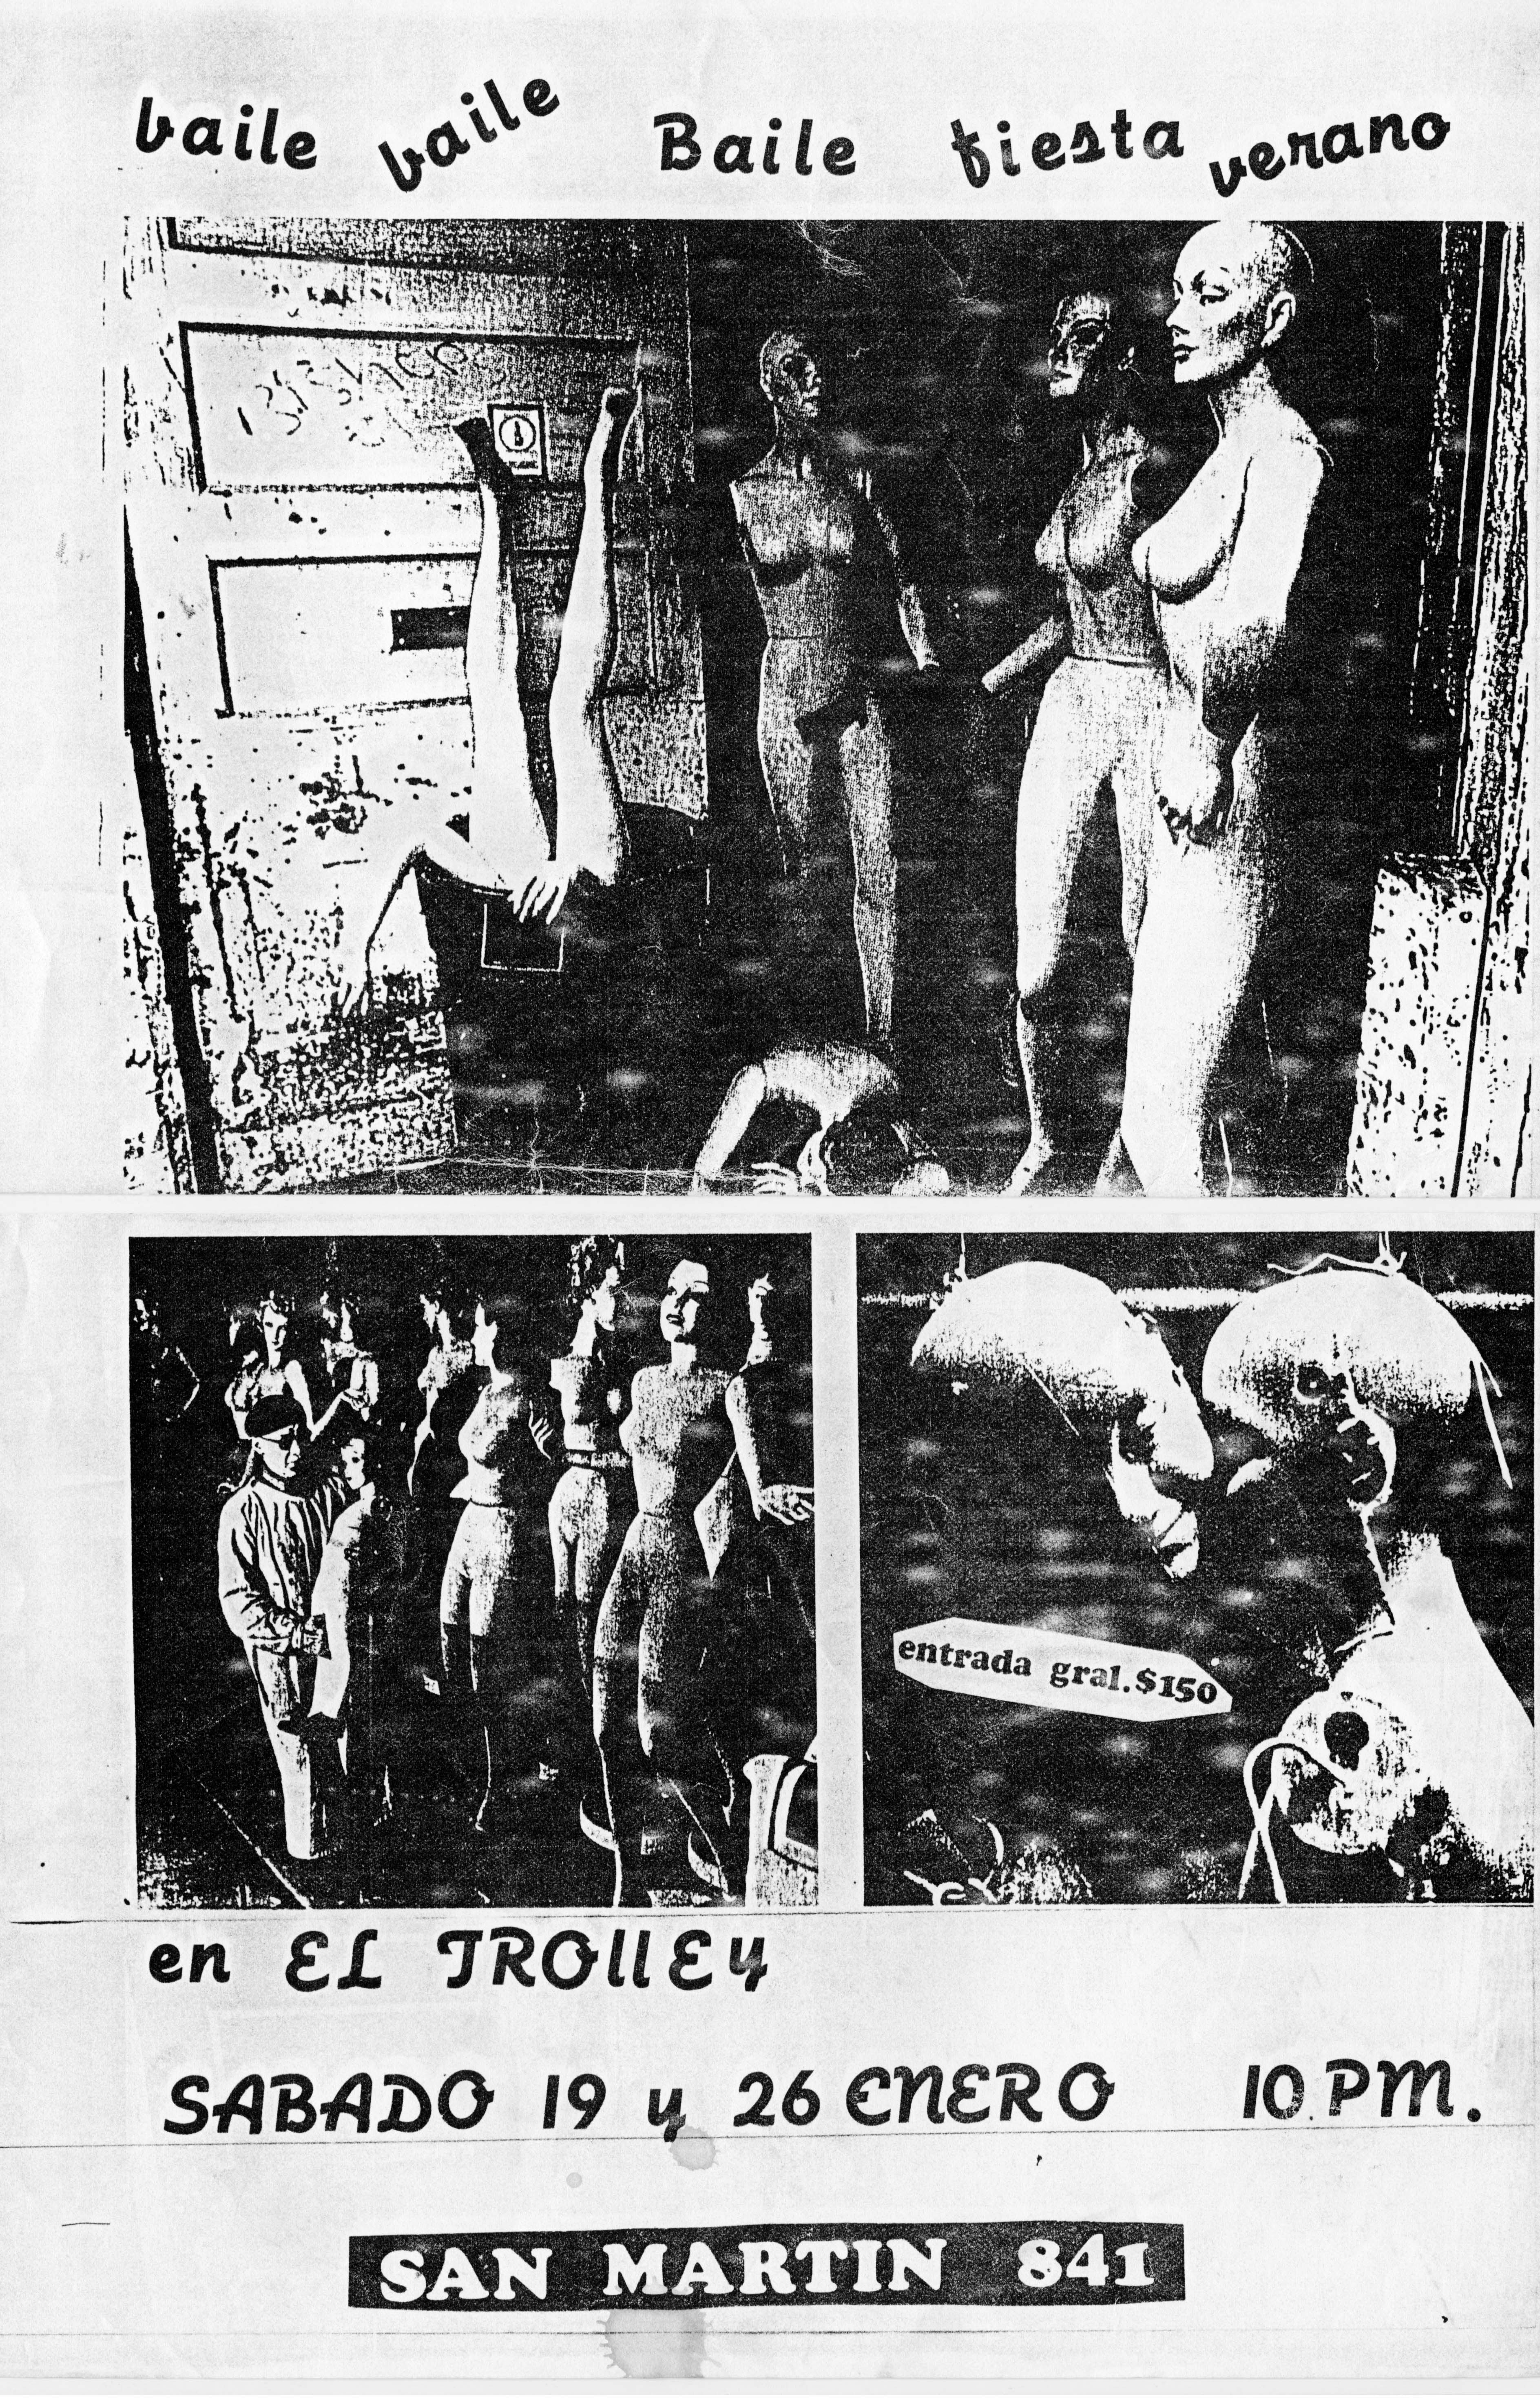 baile baile Baile fiesta verano
entrada gral.$150
en EL TROllEy
SABADO 19 y 26 ENERO 10 PM.
SAN MARTIN 841